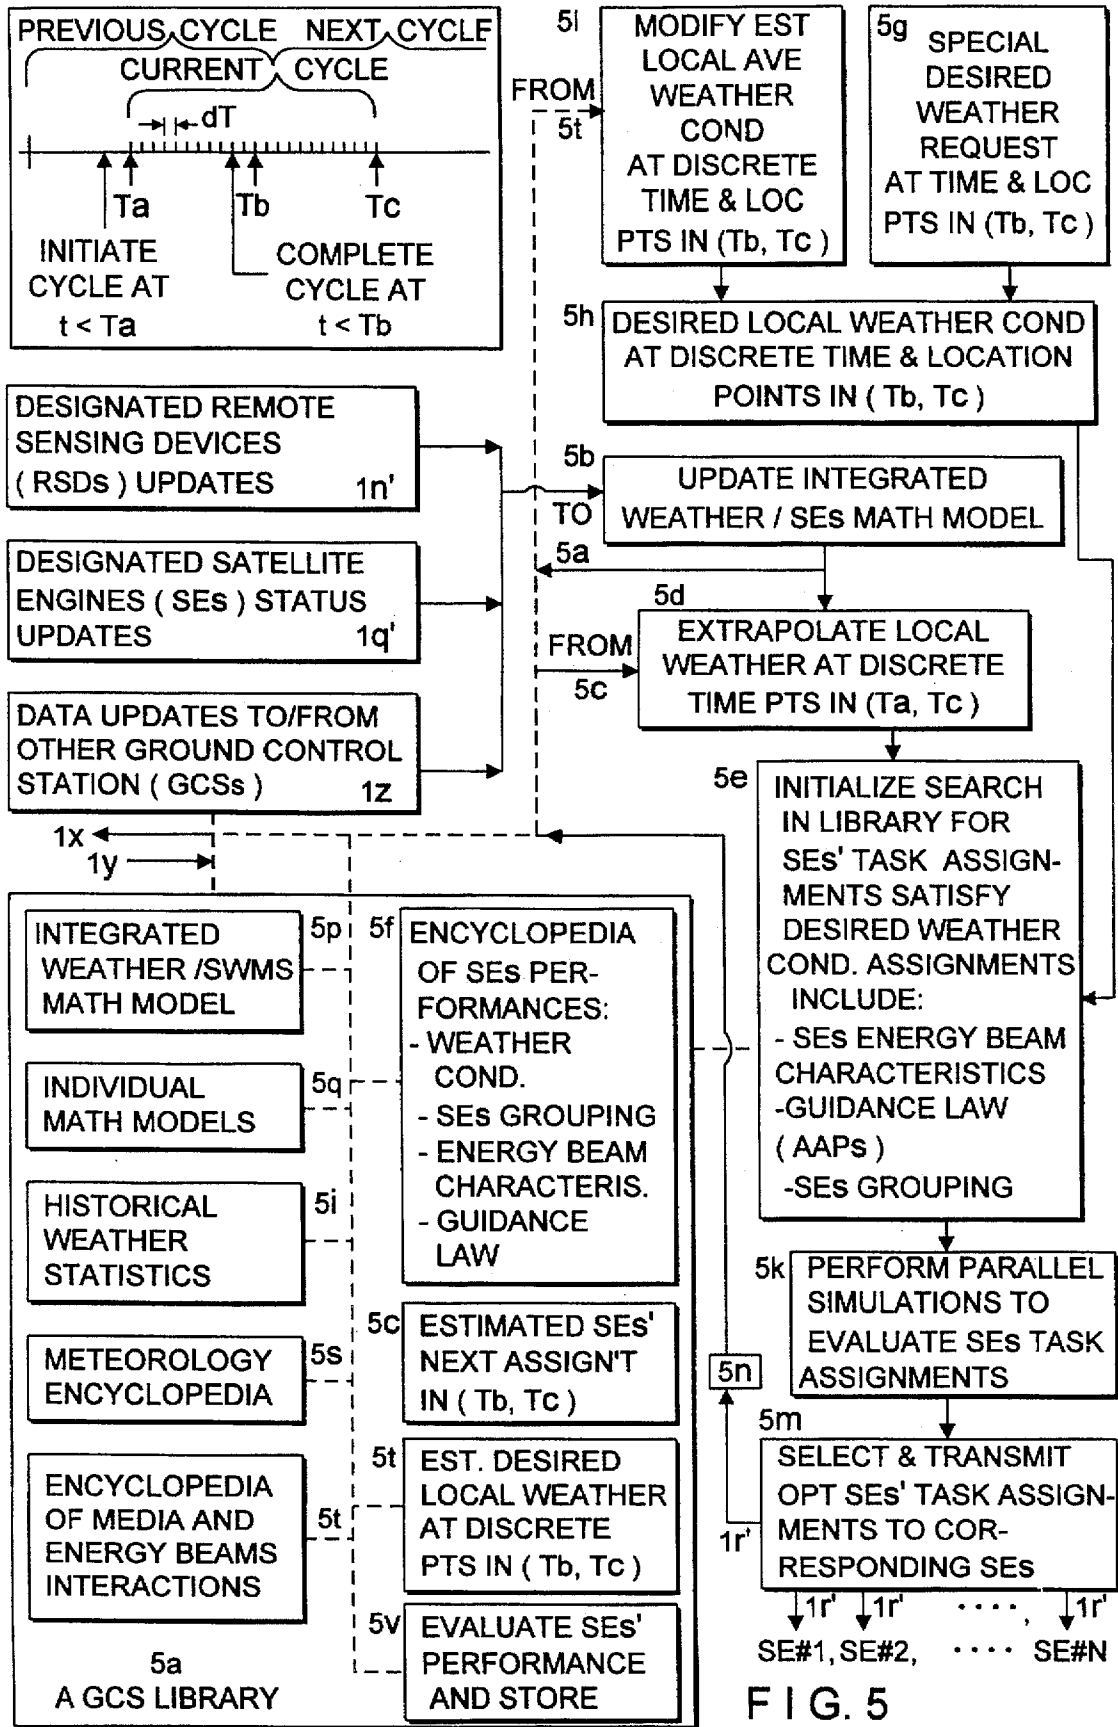 PREVIOUS CYCLE NEXT CYCLE
CURRENT CYCLE
dT
Ta Tb Tc
INITIATE
CYCLE AT
t < Ta
COMPLETE
CYCLE AT
t < Tb
5l
MODIFY EST
LOCAL AVE
WEATHER
COND
AT DISCRETE
TIME & LOC
PTS IN (Tb, Tc )
FROM
5t
5g
SPECIAL
DESIRED
WEATHER
REQUEST
AT TIME & LOC
PTS IN (Tb, Tc )
5h
DESIRED LOCAL WEATHER COND
AT DISCRETE TIME & LOCATION
POINTS IN ( Tb, Tc )
DESIGNATED REMOTE
SENSING DEVICES
( RSDs ) UPDATES 1n'
DESIGNATED SATELLITE
ENGINES ( SEs ) STATUS
UPDATES 1q'
DATA UPDATES TO/FROM
OTHER GROUND CONTROL
STATION ( GCSs ) 1z
5b
UPDATE INTEGRATED
WEATHER / SEs MATH MODEL
TO
5a
5d
EXTRAPOLATE LOCAL
WEATHER AT DISCRETE
TIME PTS IN (Ta, Tc )
FROM
5c
5e
INITIALIZE SEARCH
IN LIBRARY FOR
SEs' TASK ASSIGN-
MENTS SATISFY
DESIRED WEATHER
COND. ASSIGNMENTS
INCLUDE:
- SEs ENERGY BEAM
CHARACTERISTICS
-GUIDANCE LAW
( AAPs )
-SEs GROUPING
5k
PERFORM PARALLEL
SIMULATIONS TO
EVALUATE SEs TASK
ASSIGNMENTS
5n
5m
SELECT & TRANSMIT
OPT SEs' TASK ASSIGN-
MENTS TO COR-
RESPONDING SEs
1r'
1r' 1r' ...., 1r'
SE#1, SE#2, .... SE#N
1x
1y
INTEGRATED
WEATHER /SWMS
MATH MODEL
5p
INDIVIDUAL
MATH MODELS
5q
HISTORICAL
WEATHER
STATISTICS
5i
METEOROLOGY
ENCYCLOPEDIA
5s
ENCYCLOPEDIA
OF MEDIA AND
ENERGY BEAMS
INTERACTIONS
5t
5f
ENCYCLOPEDIA
OF SEs PER-
FORMANCES:
- WEATHER
COND.
- SEs GROUPING
- ENERGY BEAM
CHARACTERIS.
- GUIDANCE
LAW
5c
ESTIMATED SEs'
NEXT ASSIGN'T
IN ( Tb, Tc )
5t
EST. DESIRED
LOCAL WEATHER
AT DISCRETE
PTS IN ( Tb, Tc )
5v
EVALUATE SEs'
PERFORMANCE
AND STORE
5a
A GCS LIBRARY
FIG. 5